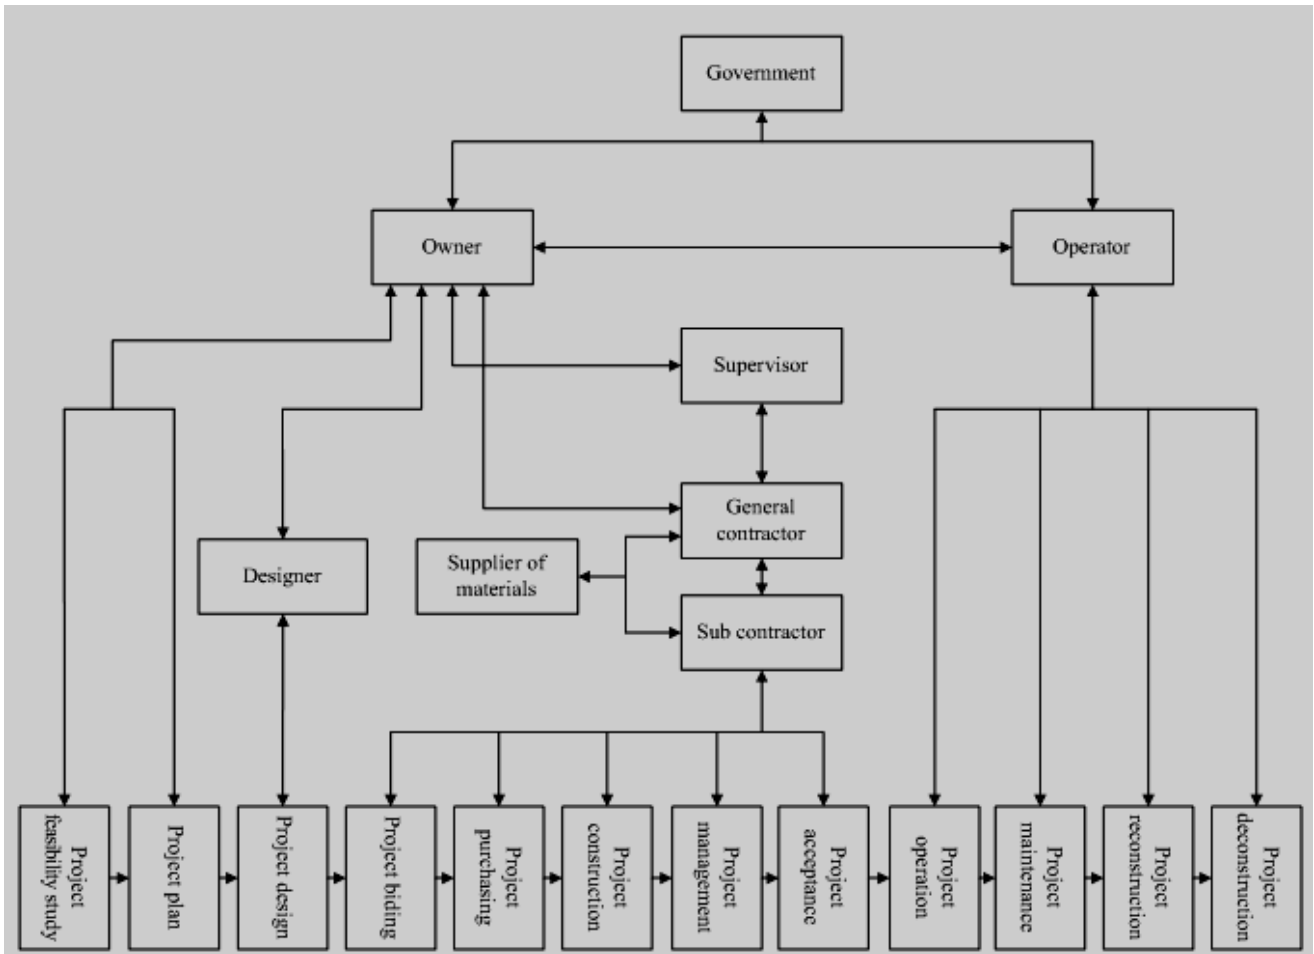 Government
Owner
Operator
Supervisor
General
contractor
Supplier of
materials
Designer
Sub contractor
Project
feasibility study
Project plan
Project design
Project biding
Project
purchasing
Project
construction
Project
management
Project
acceptance
Project
operation
Project
maintenance
Project
reconstruction
Project
deconstruction